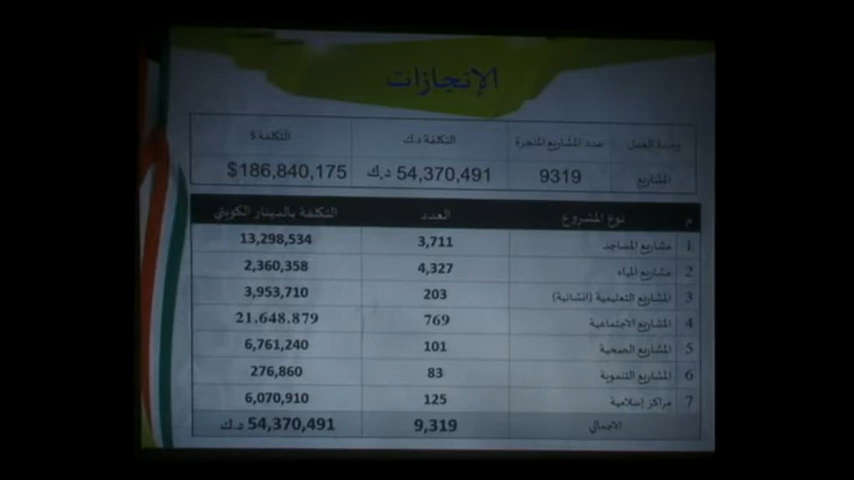 الإنجازات
وحدة العمل عدد المشاريع المنجزة التكلفة د.ك التكلفة $
المشاريع 9319 54,370,491 د.ك $186,840,175
م نوع المشروع العدد التكلفة بالدينار الكويتي
1 مشاريع المساجد 3,711 13,298,534
2 مشاريع المياه 4,327 2,360,358
3 المشاريع التعليمية (انشائية) 203 3,953,710
4 المشاريع الاجتماعية 769 21.648.879
5 المشاريع الصحية 101 6,761,240
6 المشاريع التنموية 83 276,860
7 مراكز إسلامية 125 6,070,910
الاجمالي 9,319 54,370,491 د.ك